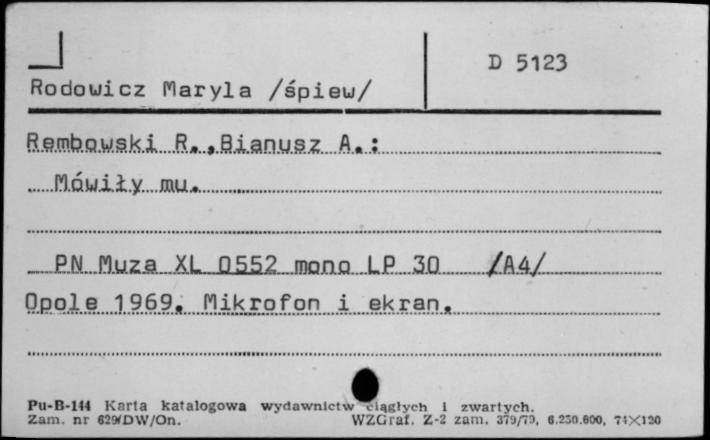 D 5123
Rodowicz Maryla /śpiew/
Rembowski R.,Bianusz A.:
Mówiły mu.
PN Muza XL 0552 mono LP 30 /A4/
Opole 1969. Mikrofon i ekran.
Pu-B-144 Karta katalogowa wydawnictw ciągłych i zwartych.
Zam. nr 629/DW/On. WZGraf. Z-2 zam. 379/79, 6.250.000, 74×120